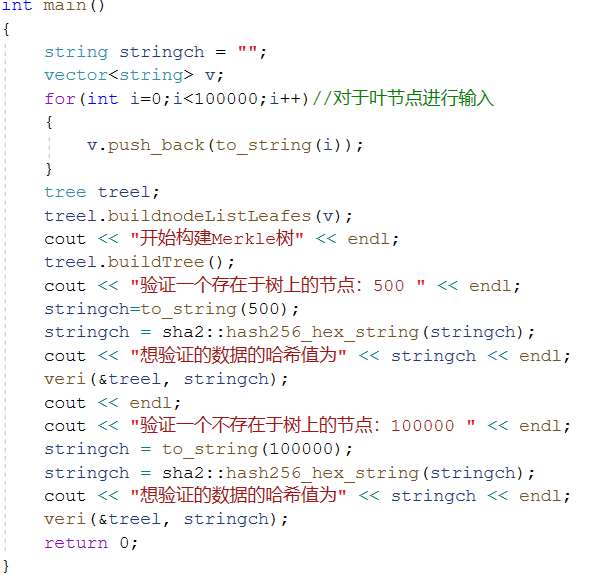 int main()
{
    string stringch = "";
    vector<string> v;
    for(int i=0;i<100000;i++)//对于叶节点进行输入
    {
        v.push_back(to_string(i));
    }
    tree treel;
    treel.buildnodeListLeafes(v);
    cout << "开始构建Merkle树" << endl;
    treel.buildTree();
    cout << "验证一个存在于树上的节点：500 " << endl;
    stringch=to_string(500);
    stringch = sha2::hash256_hex_string(stringch);
    cout << "想验证的数据的哈希值为" << stringch << endl;
    veri(&treel, stringch);
    cout << endl;
    cout << "验证一个不存在于树上的节点：100000 " << endl;
    stringch = to_string(100000);
    stringch = sha2::hash256_hex_string(stringch);
    cout << "想验证的数据的哈希值为" << stringch << endl;
    veri(&treel, stringch);
    return 0;
}